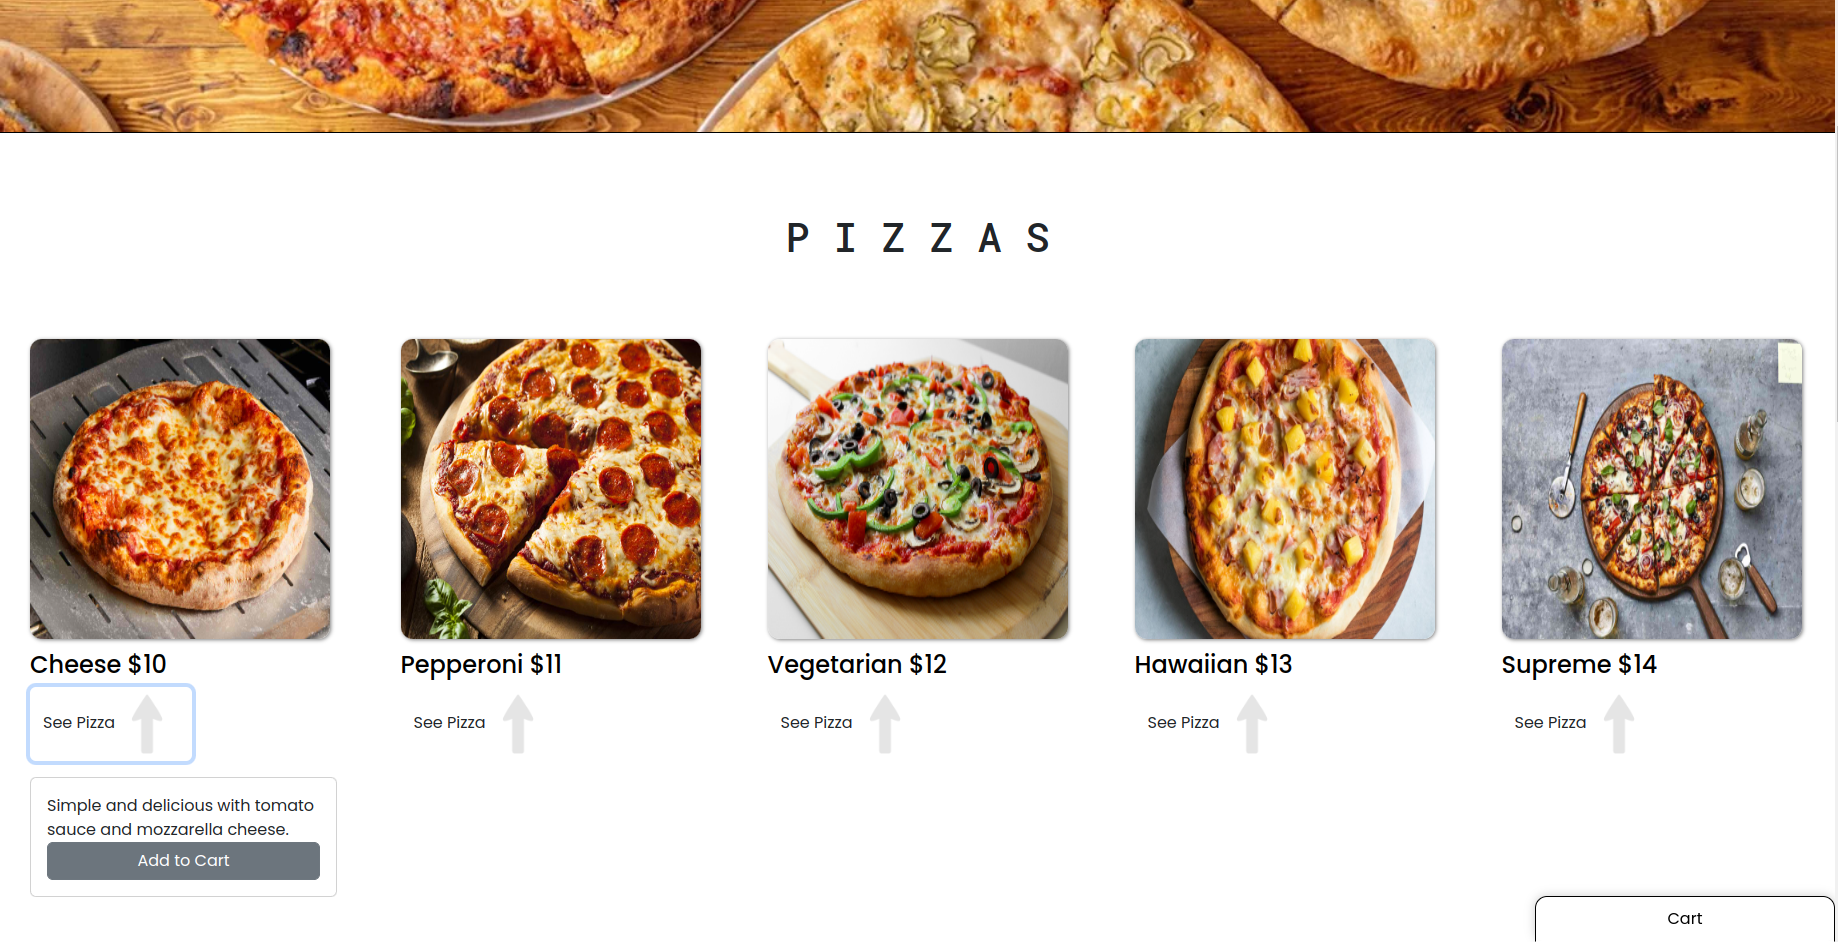 PIZZAS
Cheese $10
Pepperoni $11
Vegetarian $12
Hawaiian $13
Supreme $14
See Pizza
See Pizza
See Pizza
See Pizza
See Pizza
Simple and delicious with tomato
sauce and mozzarella cheese.
Add to Cart
Cart